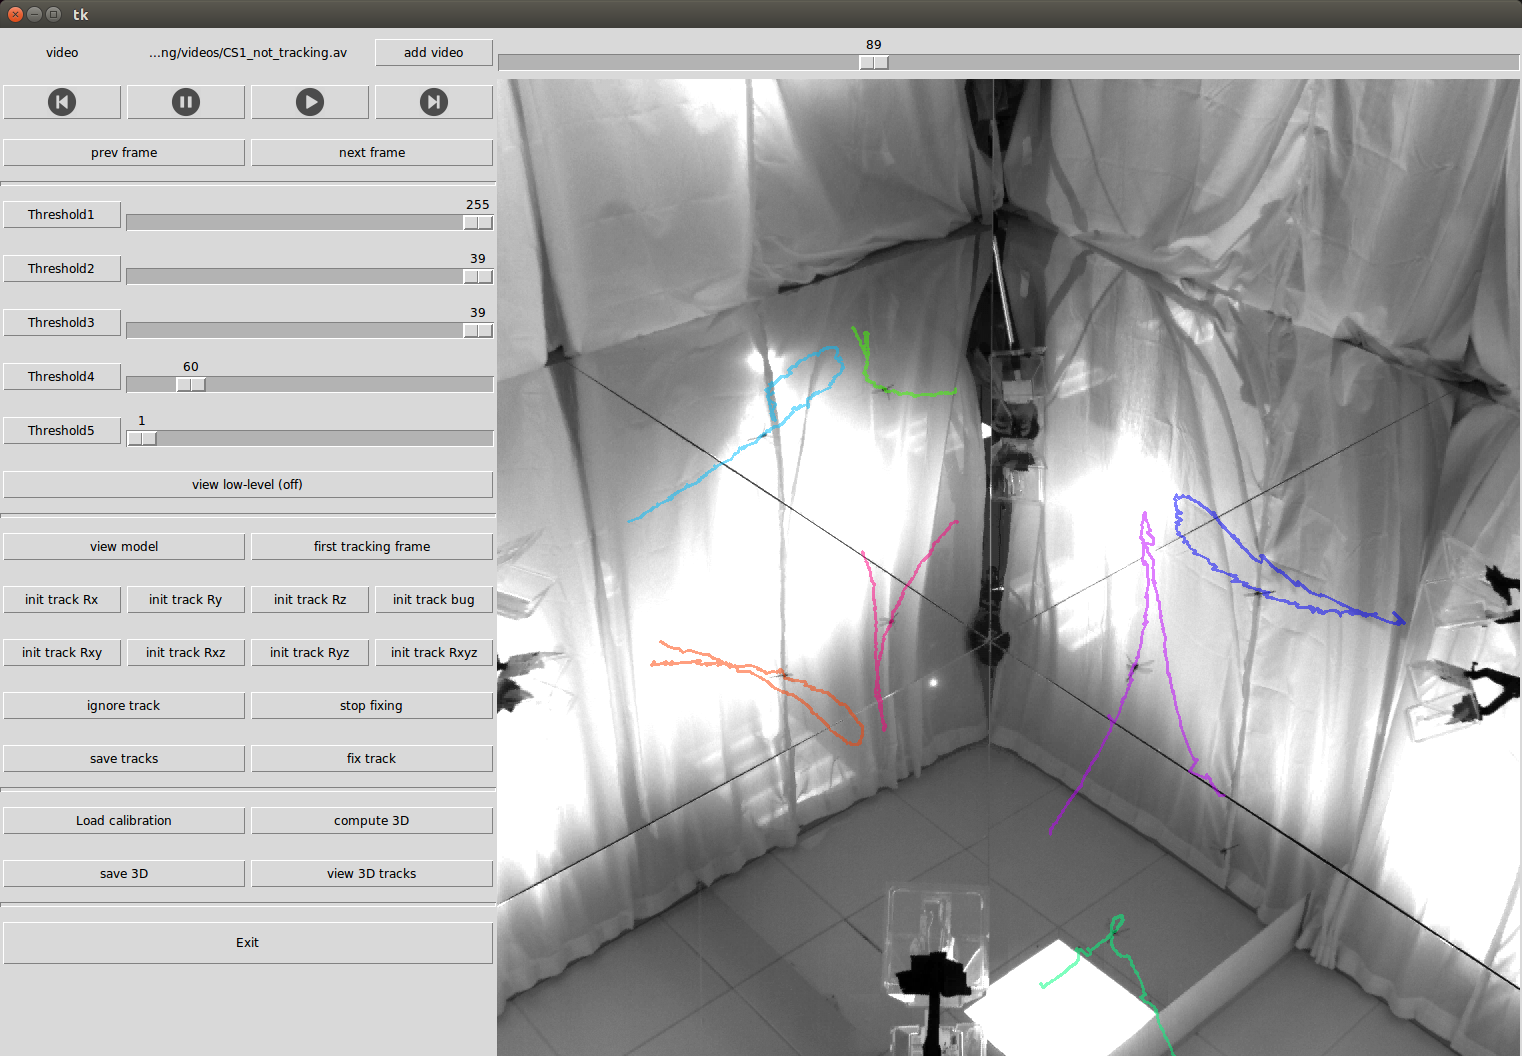 tk
video ...ng/videos/CS1_not_tracking.av add video
89
prev frame next frame
255
Threshold1
39
Threshold2
39
Threshold3
60
Threshold4
1
Threshold5
view low-level (off)
view model first tracking frame
init track Rx init track Ry init track Rz init track bug
init track Rxy init track Rxz init track Ryz init track Rxyz
ignore track stop fixing
save tracks fix track
Load calibration compute 3D
save 3D view 3D tracks
Exit